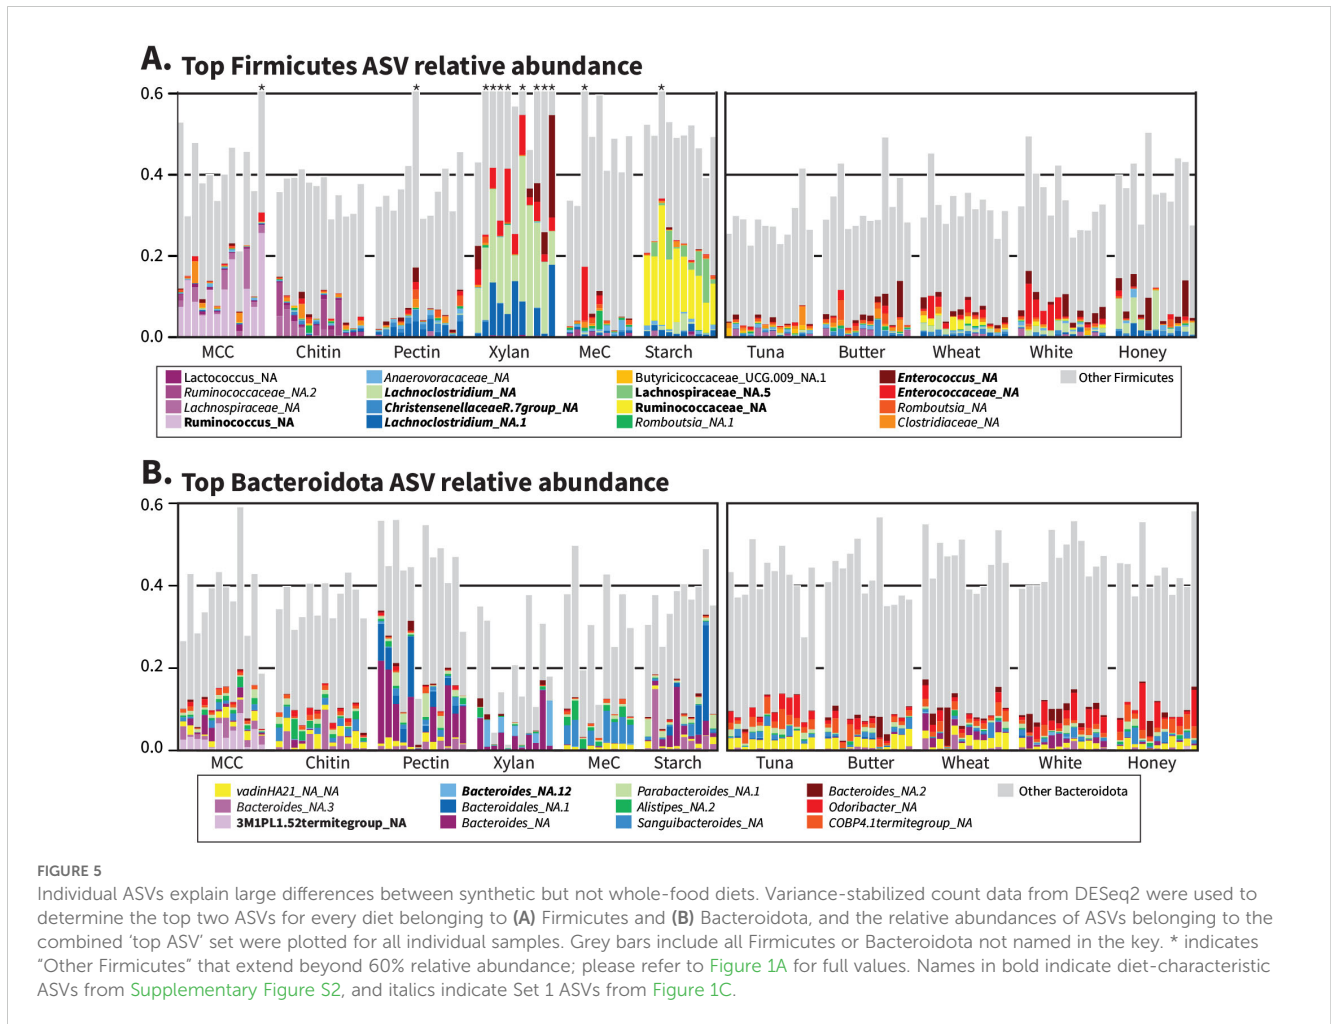 A. Top Firmicutes ASV relative abundance
* * * * * * * * * * * *
0.6
0.4
0.2
0.0
MCC Chitin Pectin Xylan MeC Starch Tuna Butter Wheat White Honey
Lactococcus_NA Anaerovoracaceae_NA Butyricicoccaceae_UCG.009_NA.1 Enterococcus_NA Other Firmicutes
Ruminococcaceae_NA.2 Lachnoclostridium_NA Lachnospiraceae_NA.5 Enterococcaceae_NA
Lachnospiraceae_NA ChristensenellaceaeR.7group_NA Ruminococcaceae_NA Romboutsia_NA
Ruminococcus_NA Lachnoclostridium_NA.1 Romboutsia_NA.1 Clostridiaceae_NA
B. Top Bacteroidota ASV relative abundance
0.6
0.4
0.2
0.0
MCC Chitin Pectin Xylan MeC Starch Tuna Butter Wheat White Honey
vadinHA21_NA_NA Bacteroides_NA.12 Parabacteroides_NA.1 Bacteroides_NA.2 Other Bacteroidota
Bacteroides_NA.3 Bacteroidales_NA.1 Alistipes_NA.2 Odoribacter_NA
3M1PL1.52termitegroup_NA Bacteroides_NA Sanguibacteroides_NA COBP4.1termitegroup_NA
FIGURE 5
Individual ASVs explain large differences between synthetic but not whole-food diets. Variance-stabilized count data from DESeq2 were used to
determine the top two ASVs for every diet belonging to (A) Firmicutes and (B) Bacteroidota, and the relative abundances of ASVs belonging to the
combined ‘top ASV’ set were plotted for all individual samples. Grey bars include all Firmicutes or Bacteroidota not named in the key. * indicates
“Other Firmicutes” that extend beyond 60% relative abundance; please refer to Figure 1A for full values. Names in bold indicate diet-characteristic
ASVs from Supplementary Figure S2, and italics indicate Set 1 ASVs from Figure 1C.